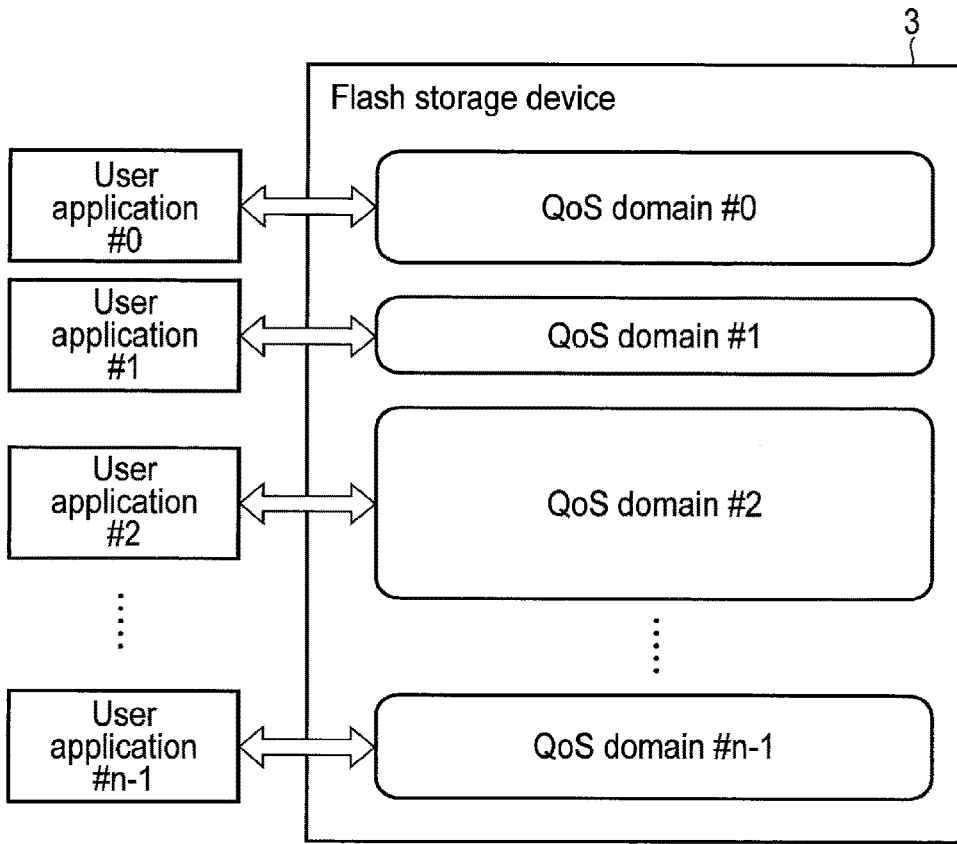 3
Flash storage device
User
application
#0
QoS domain #0
User
application
#1
QoS domain #1
User
application
#2
QoS domain #2
User
application
#n-1
QoS domain #n-1